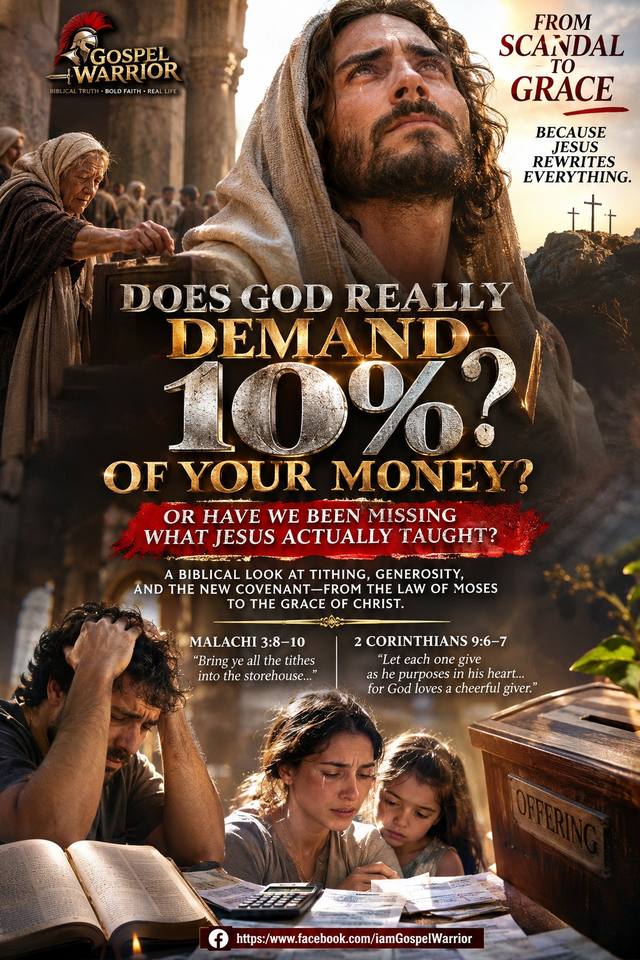 GOSPEL
WARRIOR
BIBLICAL TRUTH • BOLD FAITH • REAL LIFE
FROM
SCANDAL
TO
GRACE
BECAUSE
JESUS
REWRITES
EVERYTHING.
DOES GOD REALLY
DEMAND
10%?
OF YOUR MONEY?
OR HAVE WE BEEN MISSING
WHAT JESUS ACTUALLY TAUGHT?
A BIBLICAL LOOK AT TITHING, GENEROSITY,
AND THE NEW COVENANT—FROM THE LAW OF MOSES
TO THE GRACE OF CHRIST.
MALACHI 3:8–10
"Bring ye all the tithes
into the storehouse..."
2 CORINTHIANS 9:6–7
"Let each one give
as he purposes in his heart...
for God loves a cheerful giver."
OFFERING
https:/www.facebook.com/iamGospelWarrior